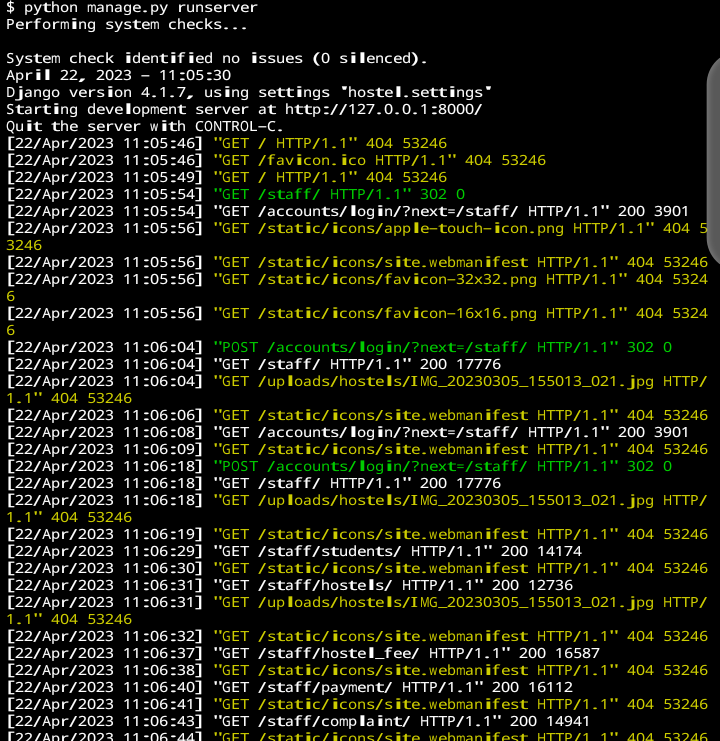 $ python manage.py runserver
Performing system checks...
System check identified no issues (0 silenced).
April 22, 2023 - 11:05:30
Django version 4.1.7, using settings 'hostel.settings'
Starting development server at http://127.0.0.1:8000/
Quit the server with CONTROL-C.
[22/Apr/2023 11:05:46] "GET / HTTP/1.1" 404 53246
[22/Apr/2023 11:05:46] "GET /favicon.ico HTTP/1.1" 404 53246
[22/Apr/2023 11:05:49] "GET / HTTP/1.1" 404 53246
[22/Apr/2023 11:05:54] "GET /staff/ HTTP/1.1" 302 0
[22/Apr/2023 11:05:54] "GET /accounts/login/?next=/staff/ HTTP/1.1" 200 3901
[22/Apr/2023 11:05:56] "GET /static/icons/apple-touch-icon.png HTTP/1.1" 404 5
3246
[22/Apr/2023 11:05:56] "GET /static/icons/site.webmanifest HTTP/1.1" 404 53246
[22/Apr/2023 11:05:56] "GET /static/icons/favicon-32x32.png HTTP/1.1" 404 5324
6
[22/Apr/2023 11:05:56] "GET /static/icons/favicon-16x16.png HTTP/1.1" 404 5324
6
[22/Apr/2023 11:06:04] "POST /accounts/login/?next=/staff/ HTTP/1.1" 302 0
[22/Apr/2023 11:06:04] "GET /staff/ HTTP/1.1" 200 17776
[22/Apr/2023 11:06:04] "GET /uploads/hostels/IMG_20230305_155013_021.jpg HTTP/
1.1" 404 53246
[22/Apr/2023 11:06:06] "GET /static/icons/site.webmanifest HTTP/1.1" 404 53246
[22/Apr/2023 11:06:08] "GET /accounts/login/?next=/staff/ HTTP/1.1" 200 3901
[22/Apr/2023 11:06:09] "GET /static/icons/site.webmanifest HTTP/1.1" 404 53246
[22/Apr/2023 11:06:18] "POST /accounts/login/?next=/staff/ HTTP/1.1" 302 0
[22/Apr/2023 11:06:18] "GET /staff/ HTTP/1.1" 200 17776
[22/Apr/2023 11:06:18] "GET /uploads/hostels/IMG_20230305_155013_021.jpg HTTP/
1.1" 404 53246
[22/Apr/2023 11:06:19] "GET /static/icons/site.webmanifest HTTP/1.1" 404 53246
[22/Apr/2023 11:06:29] "GET /staff/students/ HTTP/1.1" 200 14174
[22/Apr/2023 11:06:30] "GET /static/icons/site.webmanifest HTTP/1.1" 404 53246
[22/Apr/2023 11:06:31] "GET /staff/hostels/ HTTP/1.1" 200 12736
[22/Apr/2023 11:06:31] "GET /uploads/hostels/IMG_20230305_155013_021.jpg HTTP/
1.1" 404 53246
[22/Apr/2023 11:06:32] "GET /static/icons/site.webmanifest HTTP/1.1" 404 53246
[22/Apr/2023 11:06:37] "GET /staff/hostel_fee/ HTTP/1.1" 200 16587
[22/Apr/2023 11:06:38] "GET /static/icons/site.webmanifest HTTP/1.1" 404 53246
[22/Apr/2023 11:06:40] "GET /staff/payment/ HTTP/1.1" 200 16112
[22/Apr/2023 11:06:41] "GET /static/icons/site.webmanifest HTTP/1.1" 404 53246
[22/Apr/2023 11:06:43] "GET /staff/complaint/ HTTP/1.1" 200 14941
[22/Apr/2023 11:06:44] "GET /static/icons/site.webmanifest HTTP/1.1" 404 53246